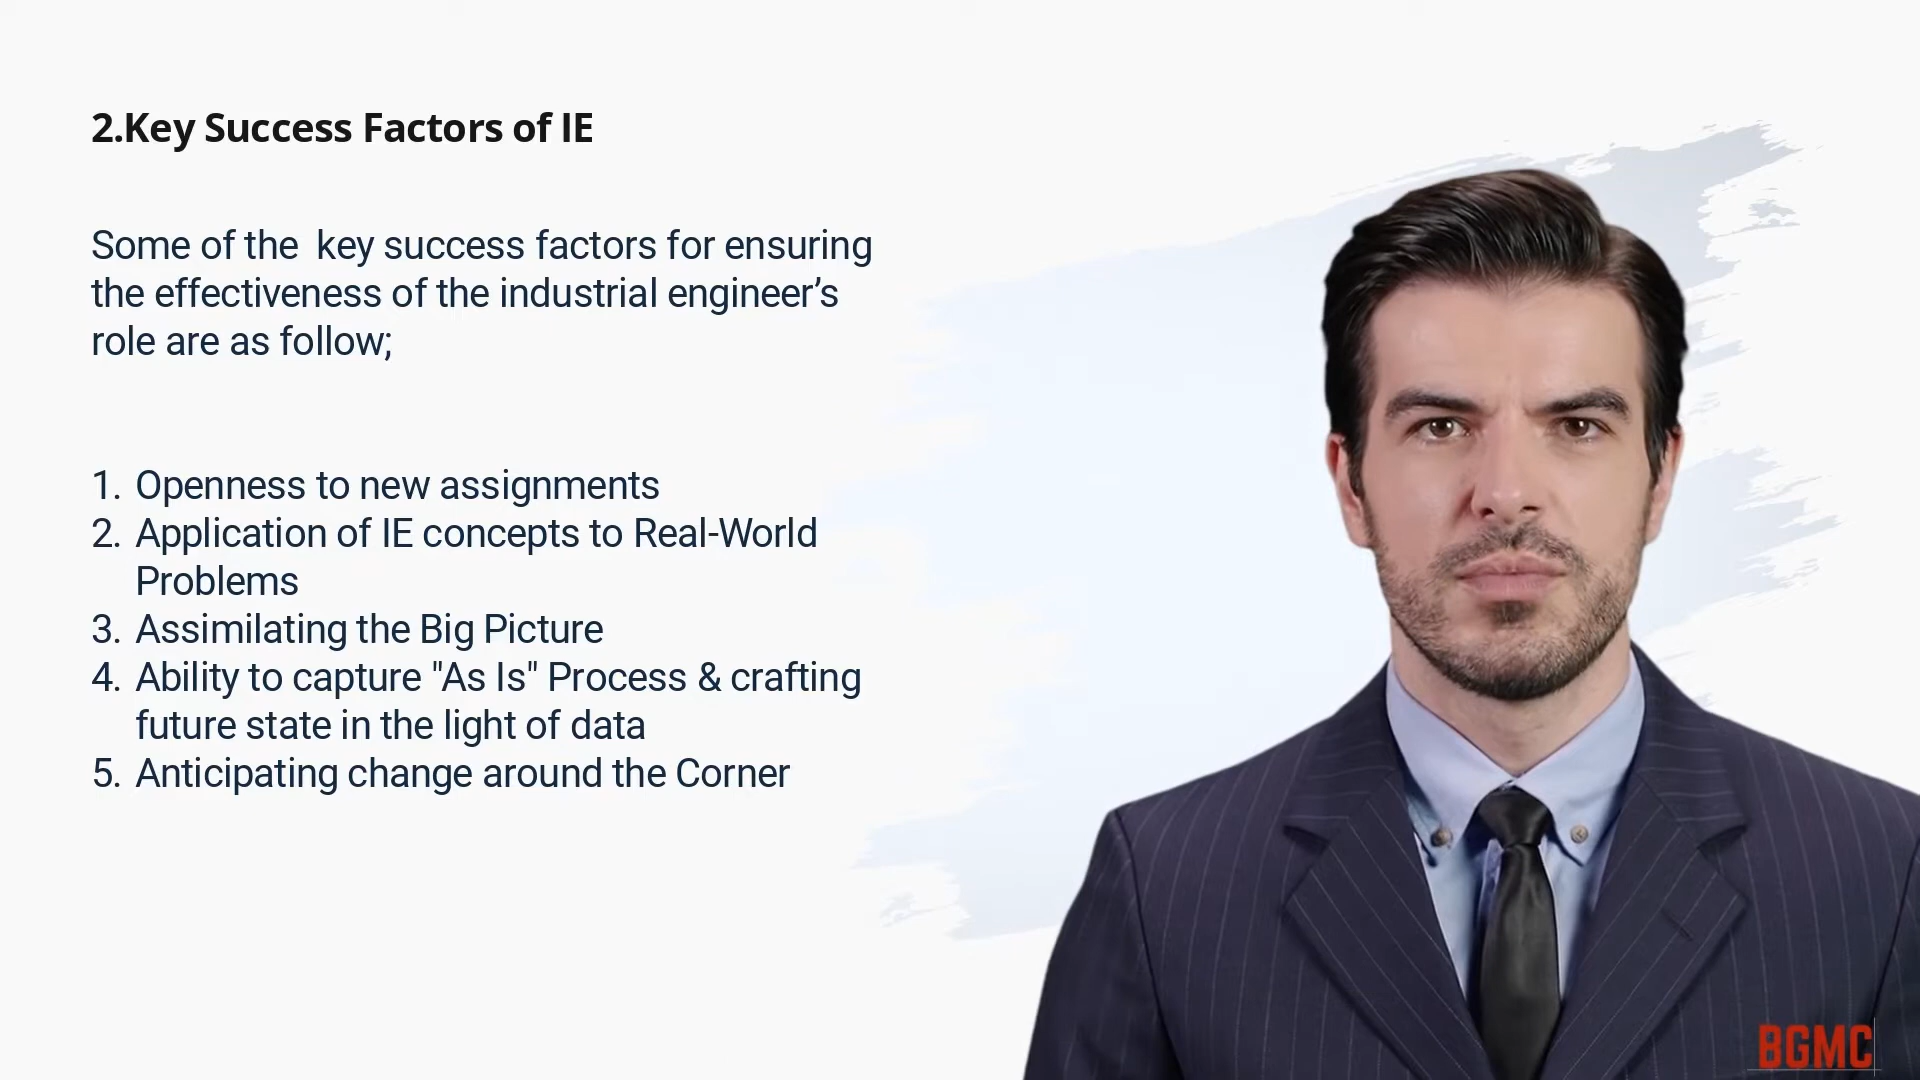 2.Key Success Factors of IE
Some of the  key success factors for ensuring
the effectiveness of the industrial engineer’s
role are as follow;
1. Openness to new assignments
2. Application of IE concepts to Real-World
Problems
3. Assimilating the Big Picture
4. Ability to capture "As Is" Process & crafting
future state in the light of data
5. Anticipating change around the Corner
BGMC